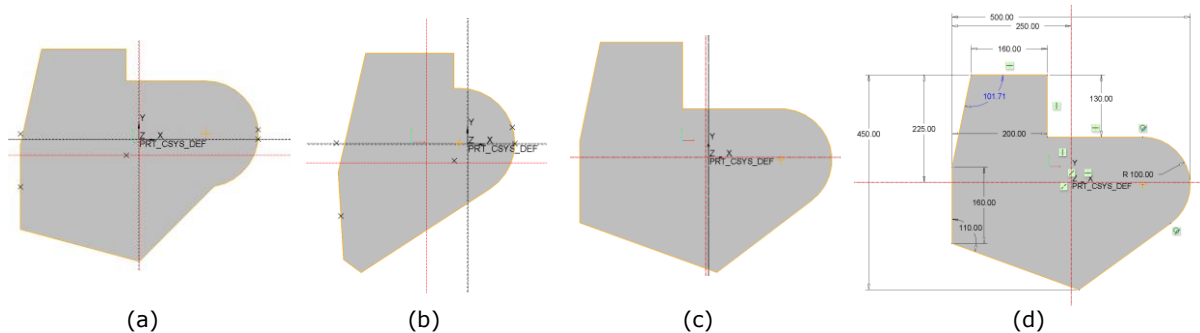 Y
Z X
PRT_CSYS_DEF
(a)
Y
Z X
PRT_CSYS_DEF
(b)
Y
Z X
PRT_CSYS_DEF
(c)
500.00
250.00
160.00
101.71
130.00
450.00
225.00
200.00
Y
R 100.00
Z X
PRT_CSYS_DEF
160.00
110.00
(d)